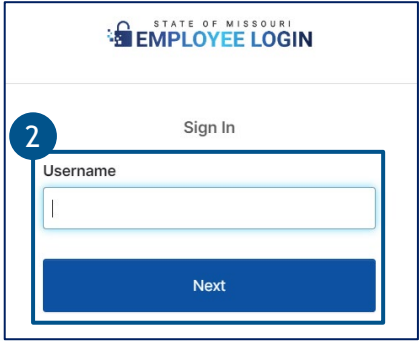 STATE OF MISSOURI
EMPLOYEE LOGIN
Sign In
2
Username
Next